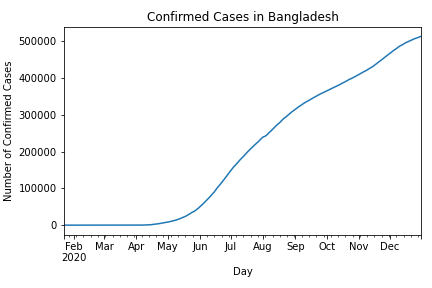 Confirmed Cases in Bangladesh
Number of Confirmed Cases
500000
400000
300000
200000
100000
0
Feb Mar Apr May Jun Jul Aug Sep Oct Nov Dec
2020
Day